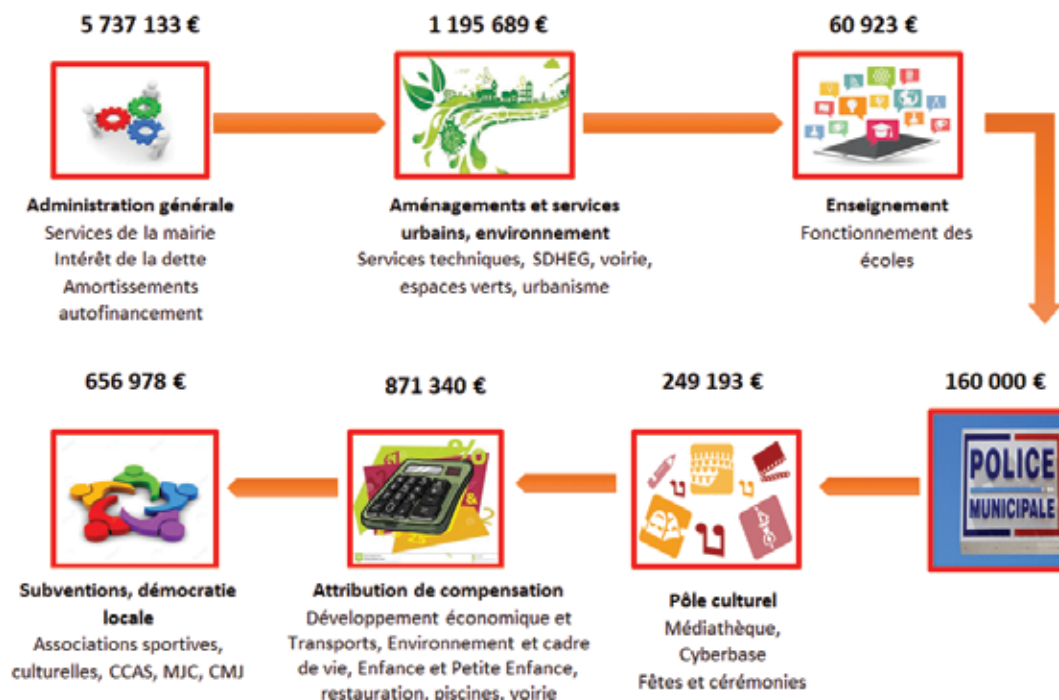 5 737 133 €
1 195 689 €
60 923 €
Administration générale
Services de la mairie
Intérêt de la dette
Amortissements
autofinancement
Aménagements et services
urbains, environnement
Services techniques, SDHEG, voirie,
espaces verts, urbanisme
Enseignement
Fonctionnement des
écoles
656 978 €
871 340 €
249 193 €
160 000 €
POLICE
MUNICIPALE
Subventions, démocratie
locale
Associations sportives,
culturelles, CCAS, MJC, CMJ
Attribution de compensation
Développement économique et
Transports, Environnement et cadre
de vie, Enfance et Petite Enfance,
restauration, piscines, voirie
Pôle culturel
Médiathèque,
Cyberbase
Fêtes et cérémonies